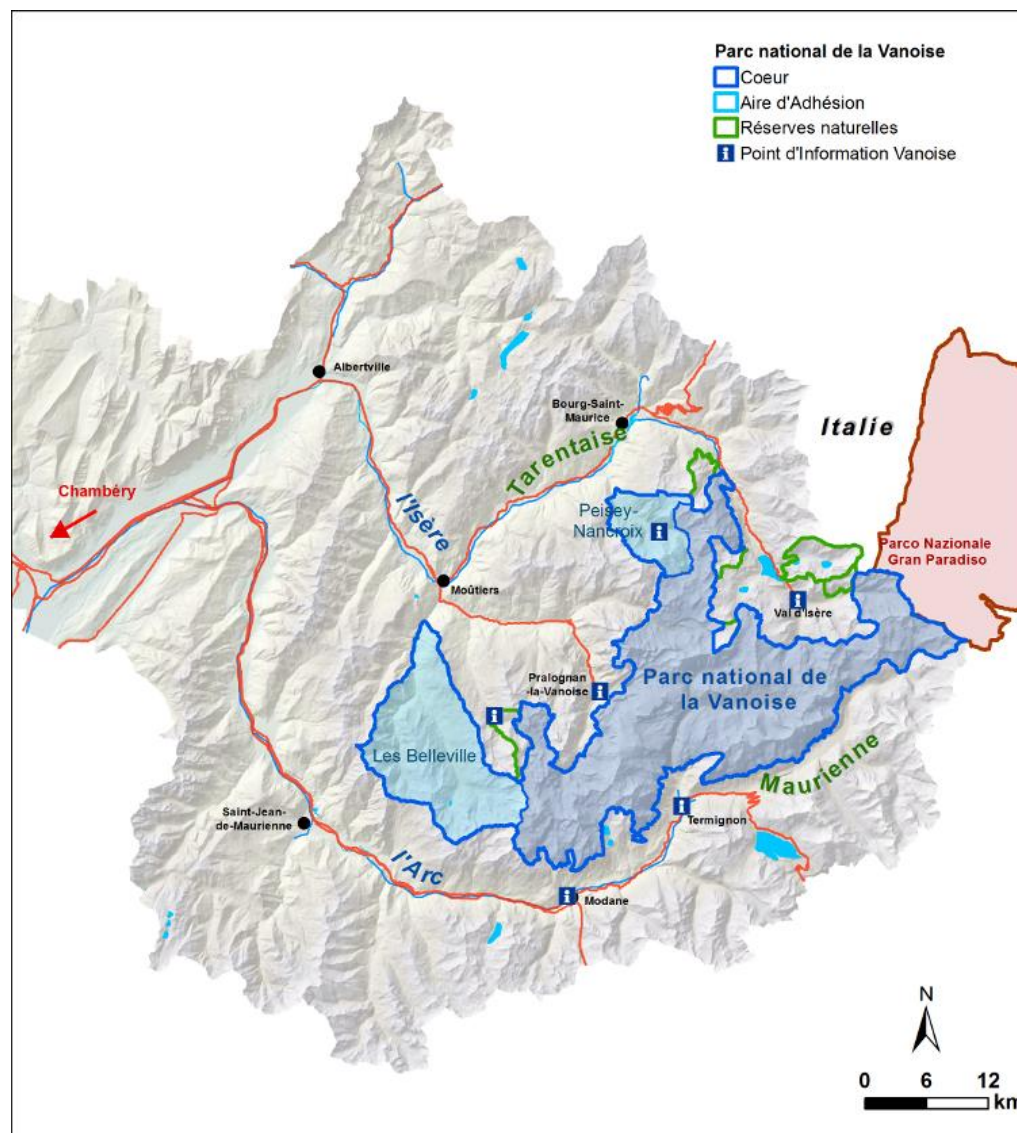 Parc national de la Vanoise
Coeur
Aire d'Adhésion
Réserves naturelles
Point d'Information Vanoise
Albertville
Bourg-Saint-
Maurice
Italie
Tarentaise
Chambéry
l'Isère
Peisey-
Nancroix
Parco Nazionale
Gran Paradiso
Moûtiers
Val d'Isère
Pralognan
-la-Vanoise
Parc national de
la Vanoise
Les Belleville
Maurienne
Saint-Jean-
de-Maurienne
Termignon
l'Arc
Modane
N
0 6 12
km